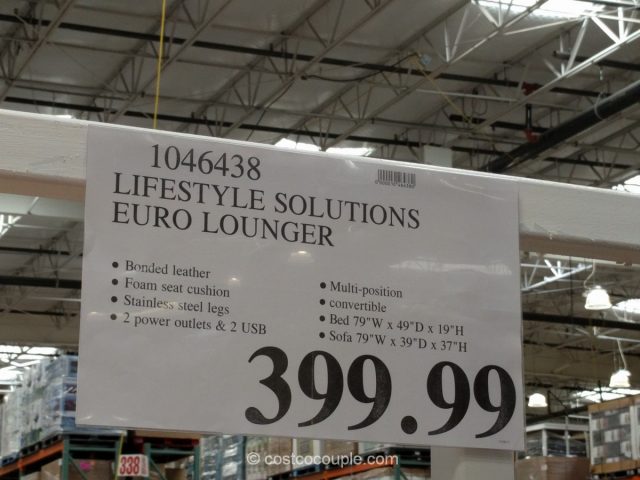 1046438
LIFESTYLE SOLUTIONS
EURO LOUNGER
• Bonded leather
• Foam seat cushion
• Stainless steel legs
• 2 power outlets & 2 USB
• Multi-position
• convertible
• Bed 79"W x 49"D x 19"H
• Sofa 79"W x 39"D x 37"H
399.99
338
© costcocouple.com